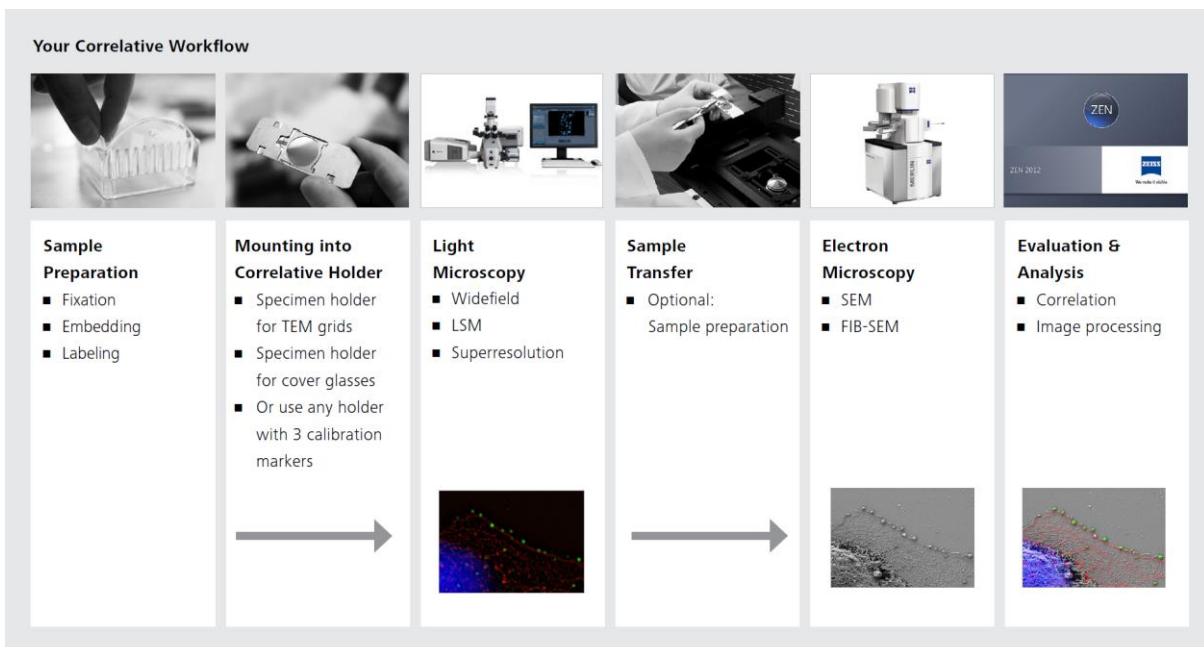 Your Correlative Workflow
MERLIN
ZEN
ZEN 2012
ZEISS
Sample
Preparation
■ Fixation
■ Embedding
■ Labeling
Mounting into
Correlative Holder
■ Specimen holder
for TEM grids
■ Specimen holder
for cover glasses
■ Or use any holder
with 3 calibration
markers
Light
Microscopy
■ Widefield
■ LSM
■ Superresolution
Sample
Transfer
■ Optional:
Sample preparation
Electron
Microscopy
■ SEM
■ FIB-SEM
Evaluation &
Analysis
■ Correlation
■ Image processing